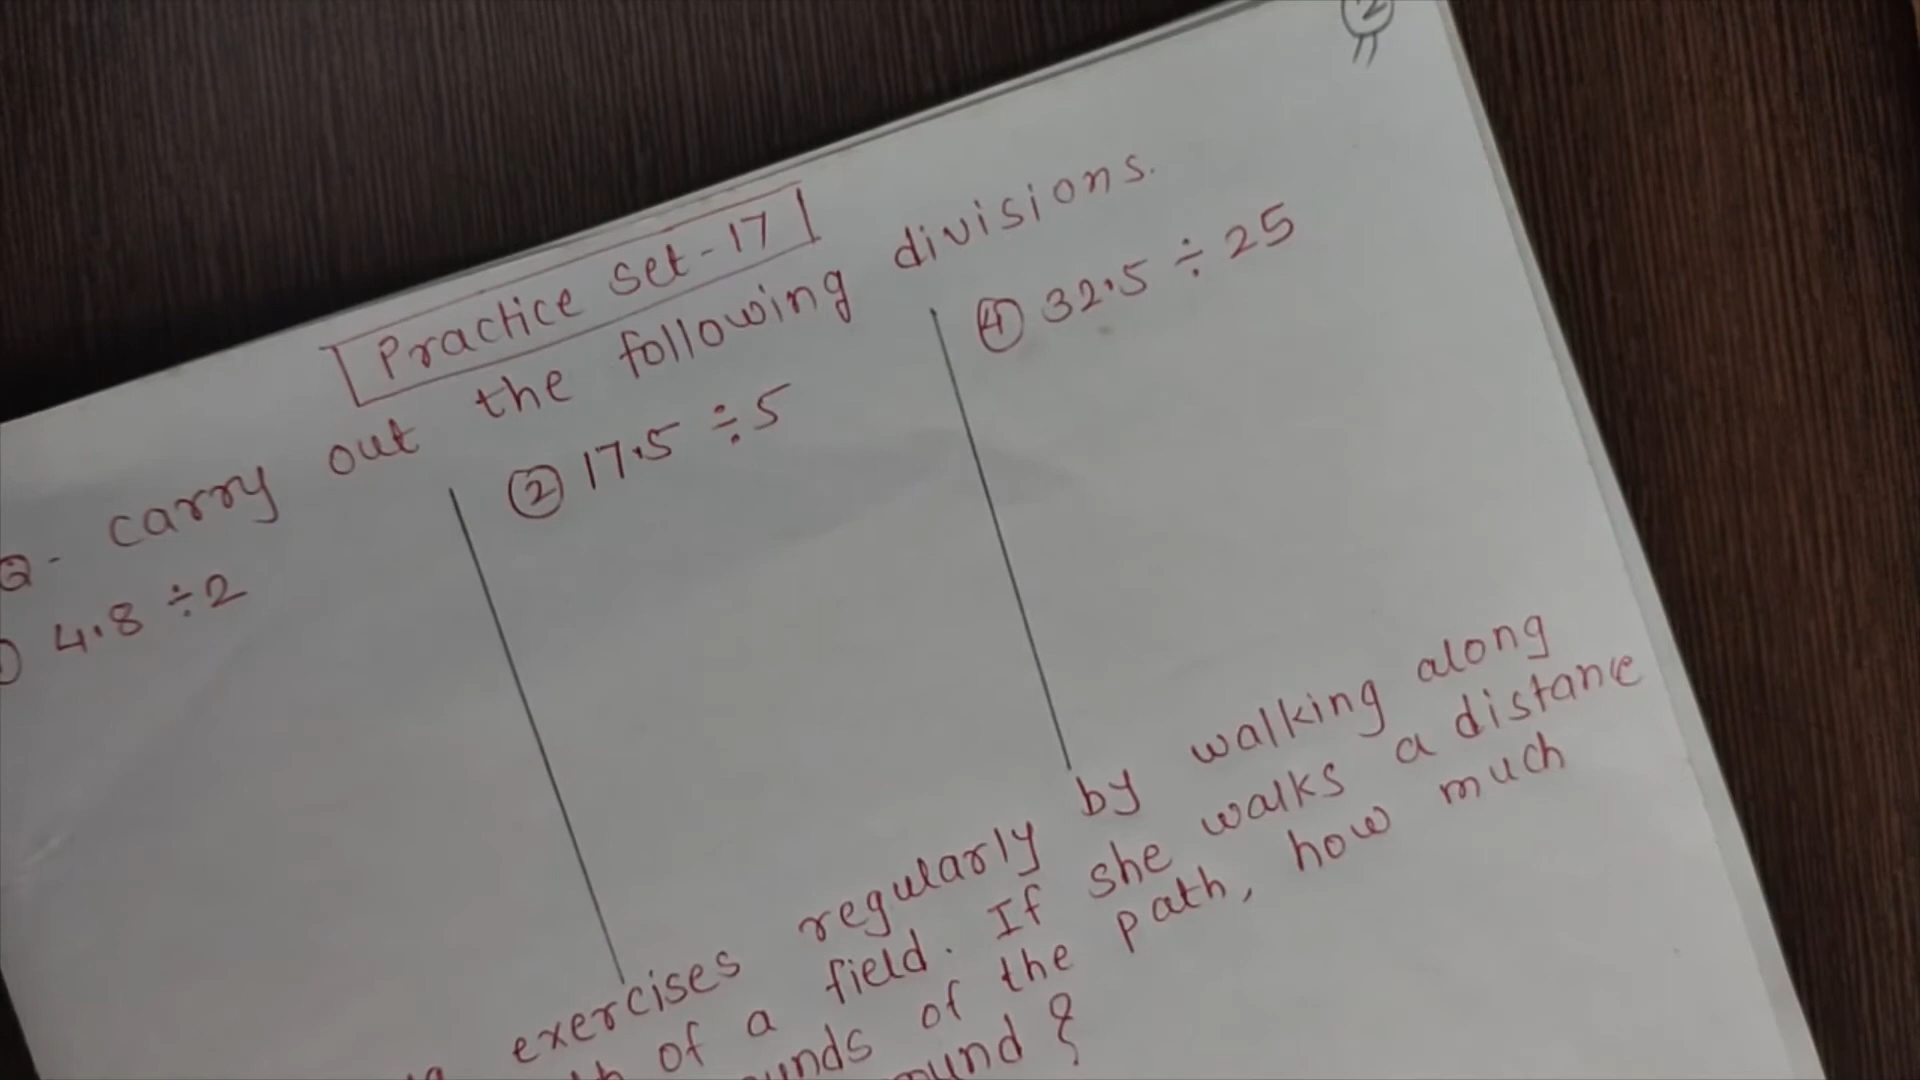 2
Practice Set-17
Q. carry out the following divisions.
1) 4.8 ÷ 2
② 17.5 ÷ 5
④ 32.5 ÷ 25
exercises regularly by walking along
of a field. If she walks a distance
of the path, how much